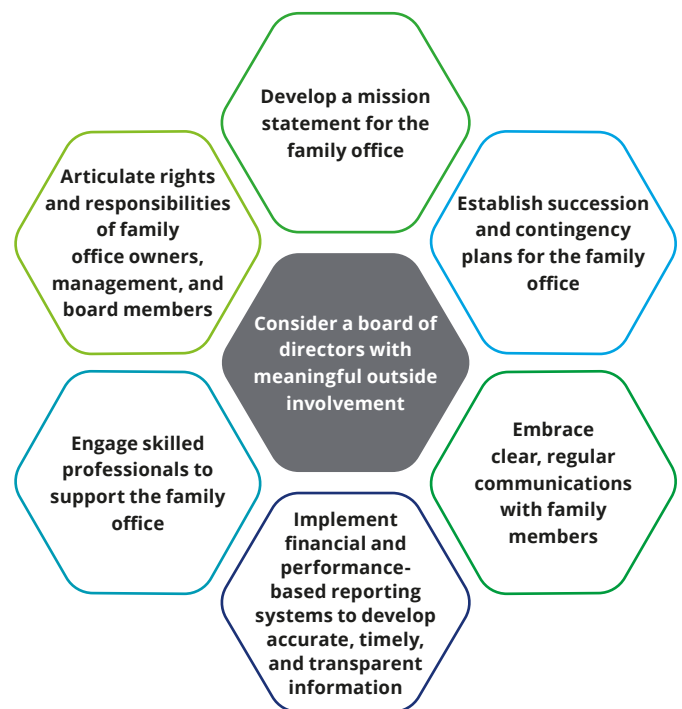 Develop a mission
statement for the
family office
Articulate rights
and responsibilities
of family
office owners,
management, and
board members
Establish succession
and contingency
plans for the family
office
Consider a board of
directors with
meaningful outside
involvement
Engage skilled
professionals to
support the family
office
Embrace
clear, regular
communications
with family
members
Implement
financial and
performance-
based reporting
systems to develop
accurate, timely,
and transparent
information